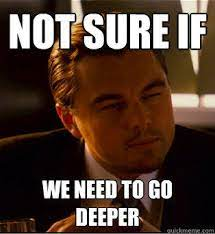 NOT SURE IF
WE NEED TO GO
DEEPER
quickmeme.com